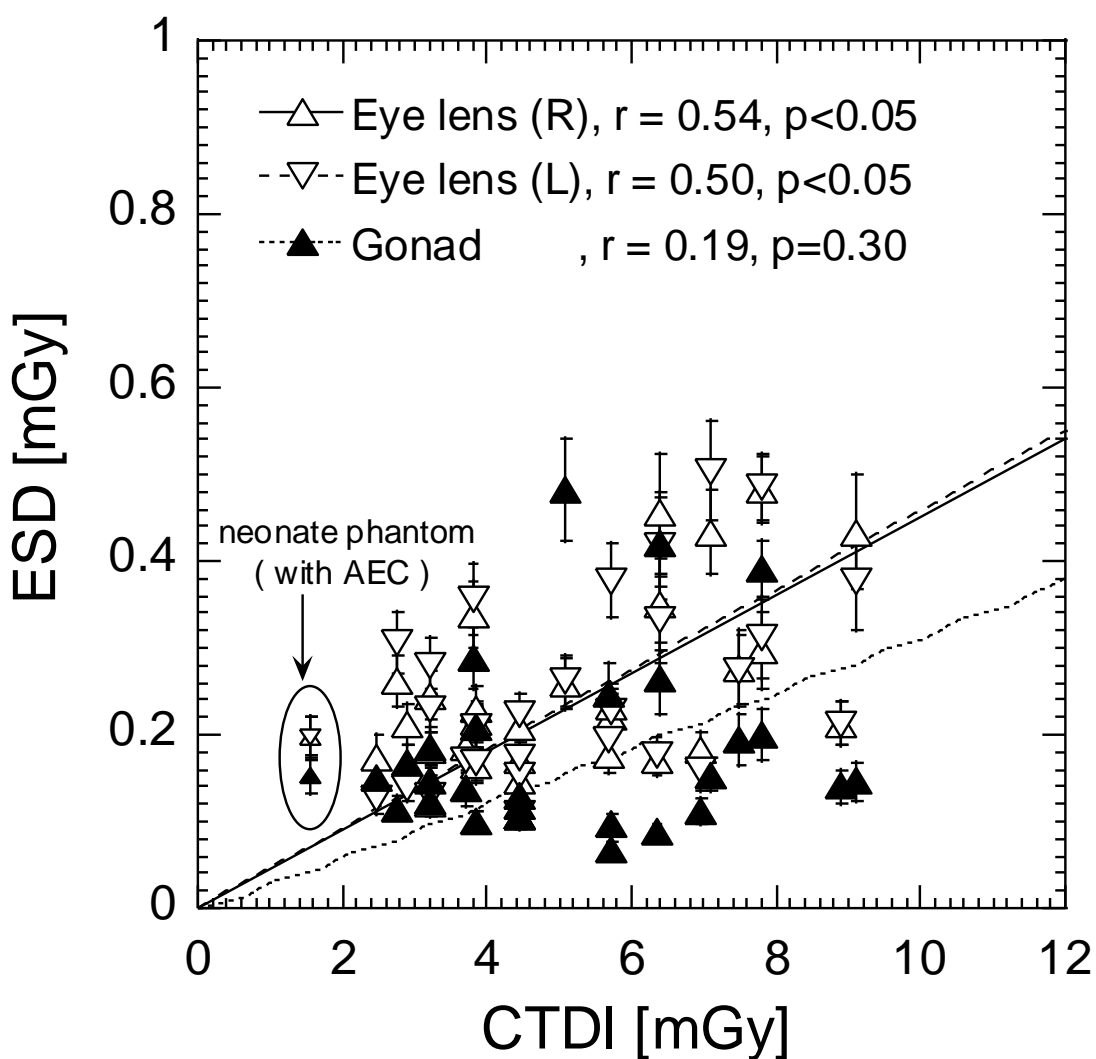 1
0.8
0.6
0.4
0.2
0
ESD [mGy]
Eye lens (R), r = 0.54, p<0.05
Eye lens (L), r = 0.50, p<0.05
Gonad , r = 0.19, p=0.30
neonate phantom
( with AEC )
0 2 4 6 8 10 12
CTDI [mGy]